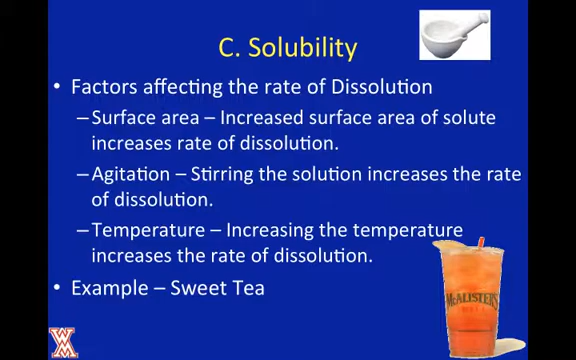 C. Solubility
• Factors affecting the rate of Dissolution
–Surface area – Increased surface area of solute
increases rate of dissolution.
–Agitation – Stirring the solution increases the rate
of dissolution.
–Temperature – Increasing the temperature
increases the rate of dissolution.
• Example – Sweet Tea
McALISTER'S
DELI
WM